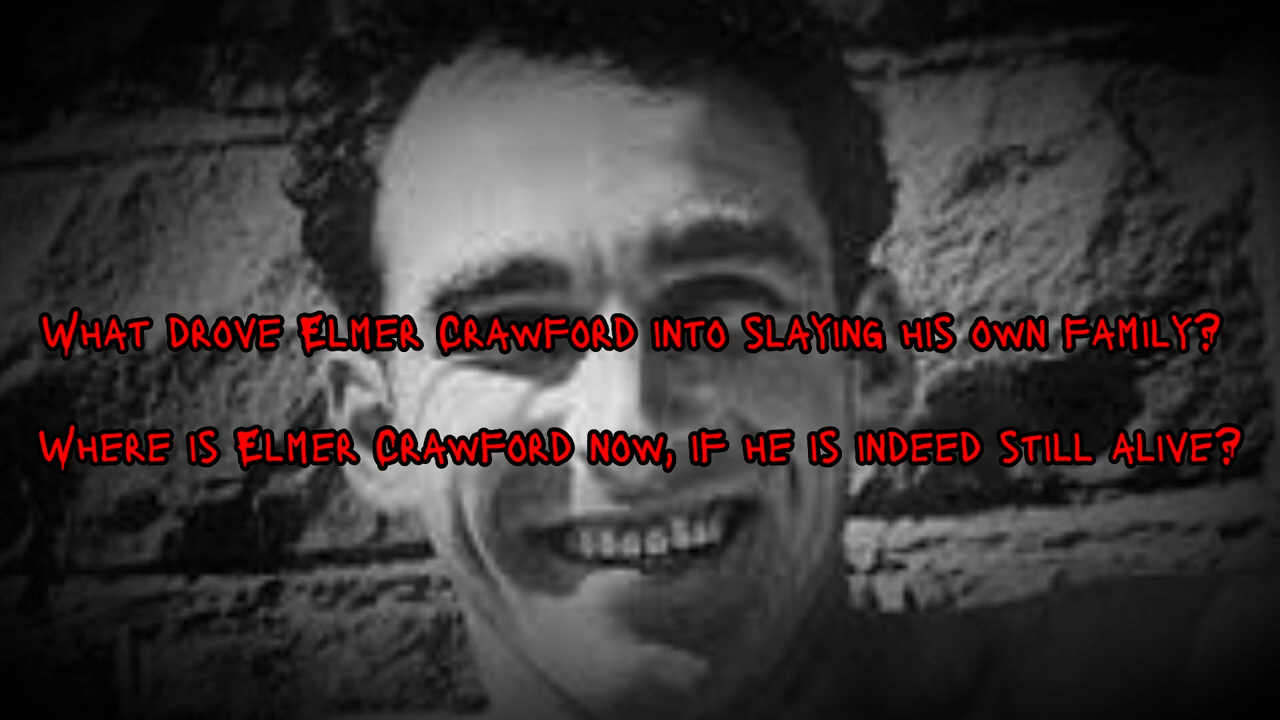 What drove Elmer Crawford into slaying his own family?
Where is Elmer Crawford now, if he is indeed still alive?